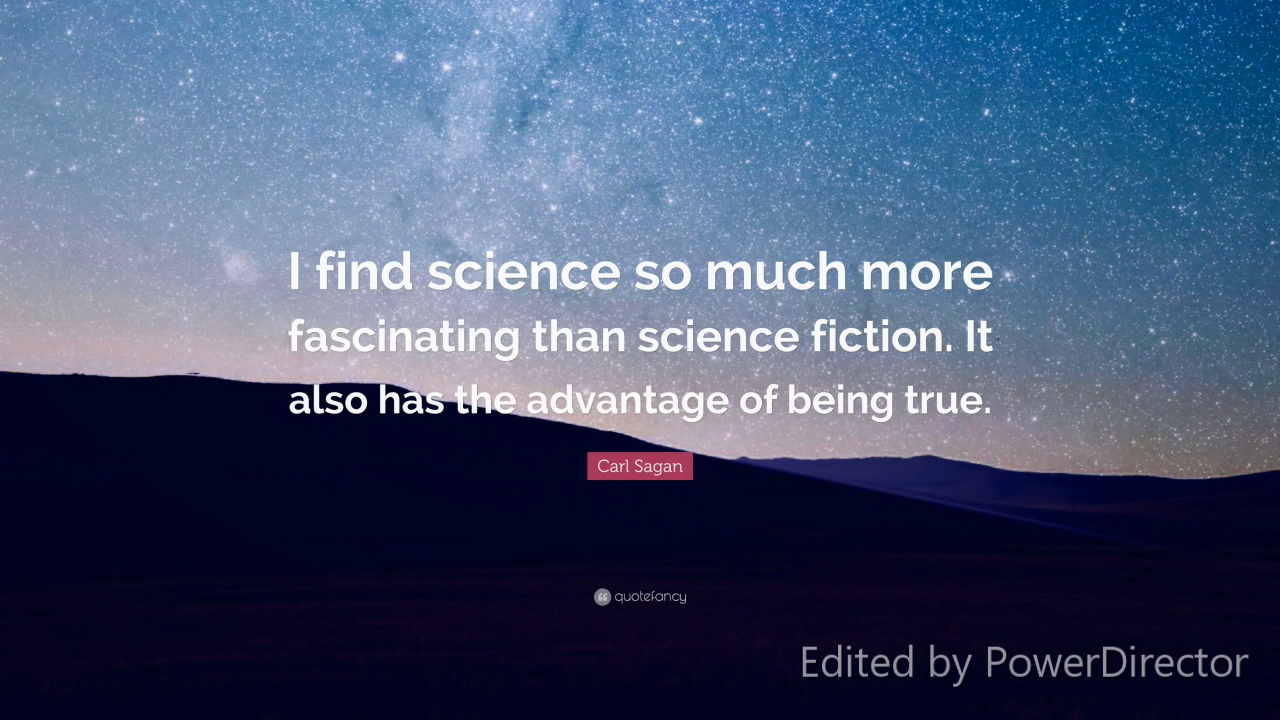 I find science so much more
fascinating than science fiction. It
also has the advantage of being true.
Carl Sagan
quotefancy
Edited by PowerDirector